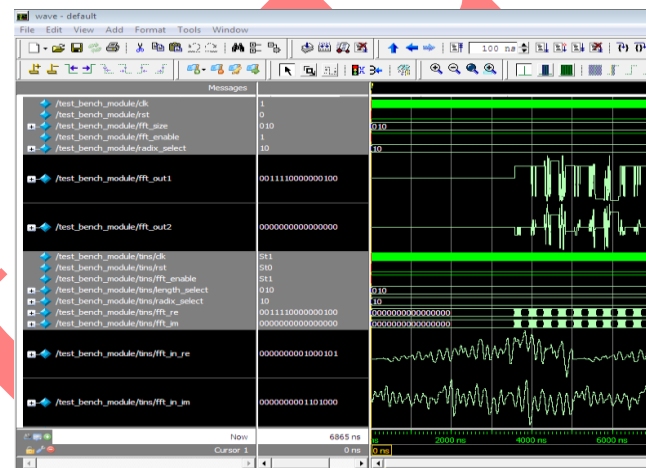 wave - default
File Edit View Add Format Tools Window
100 ns
Messages
/test_bench_module/clk 1
/test_bench_module/rst 0
/test_bench_module/fft_size 010 010
/test_bench_module/fft_enable 1
/test_bench_module/radix_select 10 10
/test_bench_module/fft_out1 0011110000000100
/test_bench_module/fft_out2 0000000000000000
/test_bench_module/tins/clk St1
/test_bench_module/tins/rst St0
/test_bench_module/tins/fft_enable St1
/test_bench_module/tins/length_select 010 010
/test_bench_module/tins/radix_select 10 10
/test_bench_module/tins/fft_re 0011110000000100 0000000000000000
/test_bench_module/tins/fft_im 0000000000000000 0000000000000000
/test_bench_module/tins/fft_in_re 0000000001000101
/test_bench_module/tins/fft_in_im 0000000001101000
Now 6865 ns ns 2000 ns 4000 ns 6000 ns
Cursor 1 0 ns 0 ns